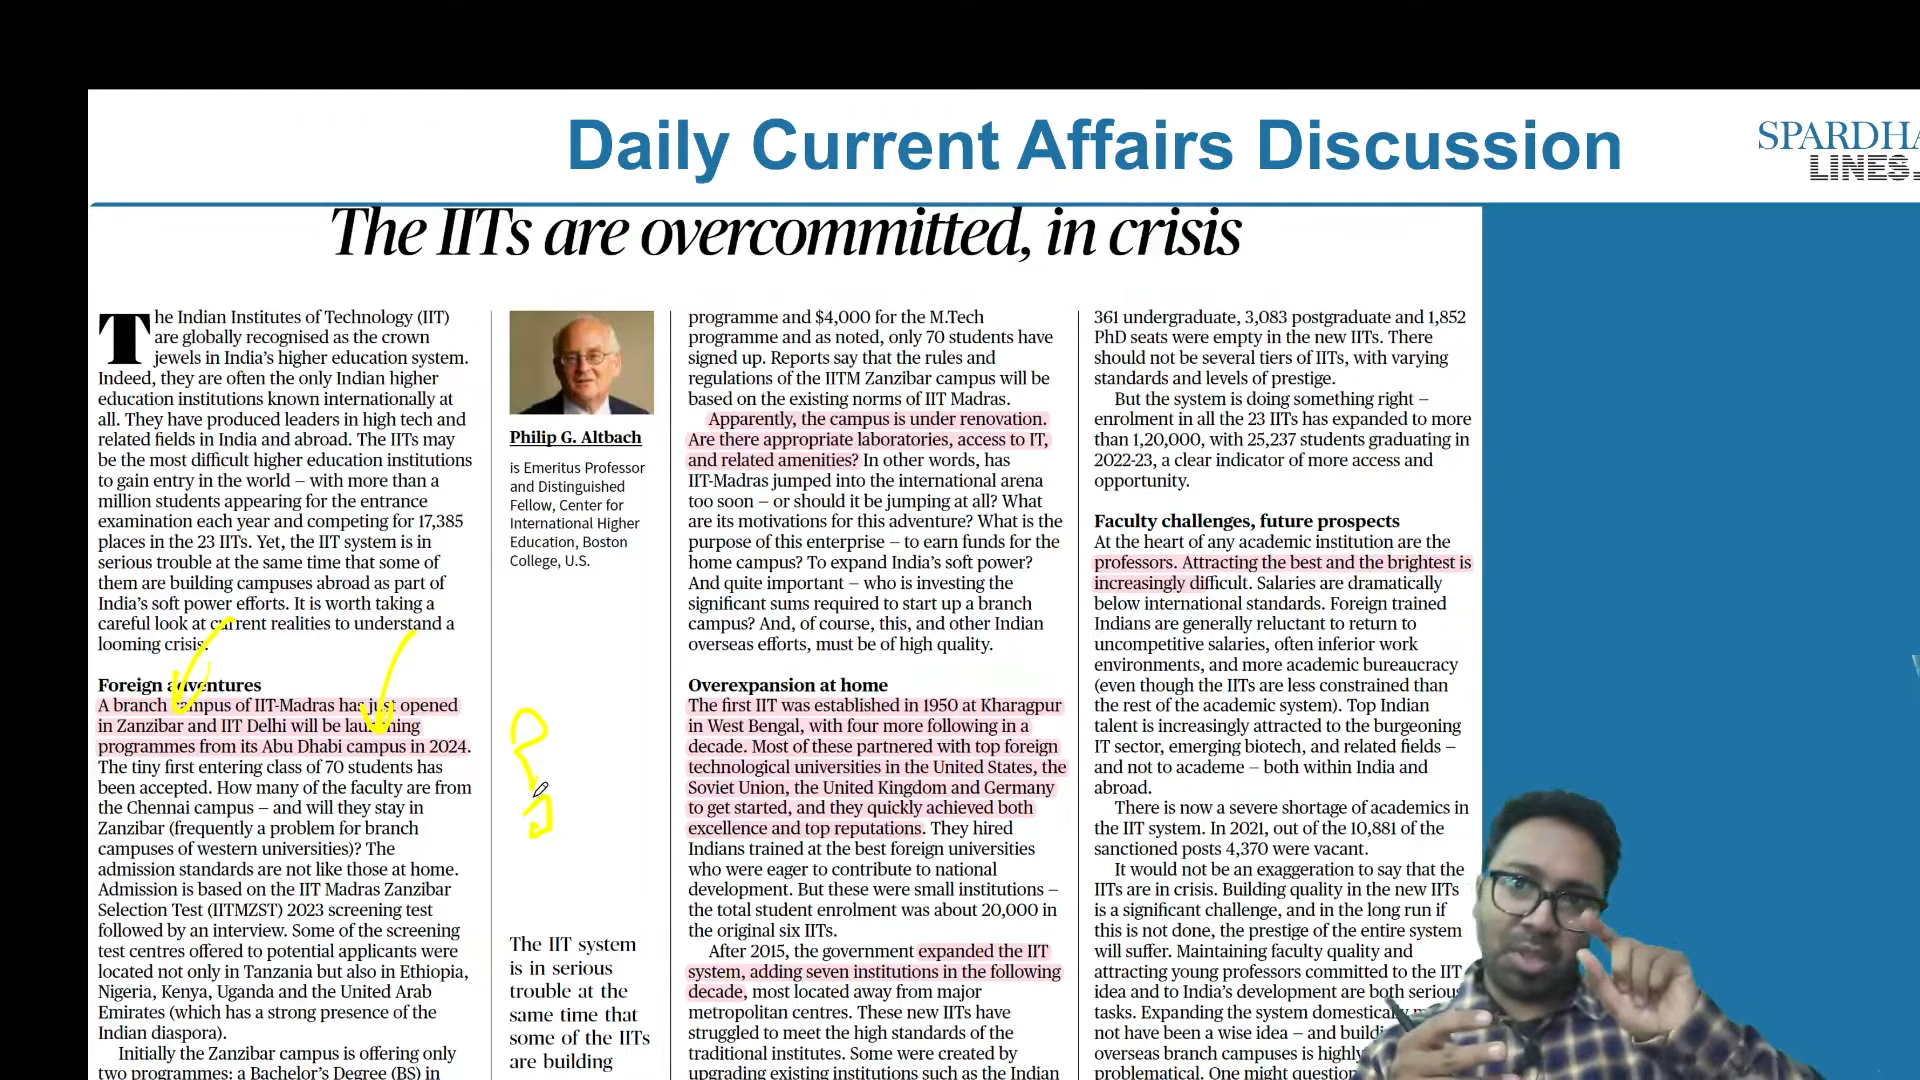 Daily Current Affairs Discussion
SPARDHA
LINES.
The IITs are overcommitted, in crisis
The Indian Institutes of Technology (IIT)
are globally recognised as the crown
jewels in India's higher education system.
Indeed, they are often the only Indian higher
education institutions known internationally at
all. They have produced leaders in high tech and
related fields in India and abroad. The IITs may
be the most difficult higher education institutions
to gain entry in the world – with more than a
million students appearing for the entrance
examination each year and competing for 17,385
places in the 23 IITs. Yet, the IIT system is in
serious trouble at the same time that some of
them are building campuses abroad as part of
India's soft power efforts. It is worth taking a
careful look at current realities to understand a
looming crisis.
Foreign adventures
A branch campus of IIT-Madras has just opened
in Zanzibar and IIT Delhi will be launching
programmes from its Abu Dhabi campus in 2024.
The tiny first entering class of 70 students has
been accepted. How many of the faculty are from
the Chennai campus – and will they stay in
Zanzibar (frequently a problem for branch
campuses of western universities)? The
admission standards are not like those at home.
Admission is based on the IIT Madras Zanzibar
Selection Test (IITMZST) 2023 screening test
followed by an interview. Some of the screening
test centres offered to potential applicants were
located not only in Tanzania but also in Ethiopia,
Nigeria, Kenya, Uganda and the United Arab
Emirates (which has a strong presence of the
Indian diaspora).
Initially the Zanzibar campus is offering only
two programmes: a Bachelor's Degree (BS) in
Philip G. Altbach
is Emeritus Professor
and Distinguished
Fellow, Center for
International Higher
Education, Boston
College, U.S.
The IIT system
is in serious
trouble at the
same time that
some of the IITs
are building
programme and $4,000 for the M.Tech
programme and as noted, only 70 students have
signed up. Reports say that the rules and
regulations of the IITM Zanzibar campus will be
based on the existing norms of IIT Madras.
Apparently, the campus is under renovation.
Are there appropriate laboratories, access to IT,
and related amenities? In other words, has
IIT-Madras jumped into the international arena
too soon – or should it be jumping at all? What
are its motivations for this adventure? What is the
purpose of this enterprise – to earn funds for the
home campus? To expand India's soft power?
And quite important – who is investing the
significant sums required to start up a branch
campus? And, of course, this, and other Indian
overseas efforts, must be of high quality.
Overexpansion at home
The first IIT was established in 1950 at Kharagpur
in West Bengal, with four more following in a
decade. Most of these partnered with top foreign
technological universities in the United States, the
Soviet Union, the United Kingdom and Germany
to get started, and they quickly achieved both
excellence and top reputations. They hired
Indians trained at the best foreign universities
who were eager to contribute to national
development. But these were small institutions –
the total student enrolment was about 20,000 in
the original six IITs.
After 2015, the government expanded the IIT
system, adding seven institutions in the following
decade, most located away from major
metropolitan centres. These new IITs have
struggled to meet the high standards of the
traditional institutes. Some were created by
upgrading existing institutions such as the Indian
361 undergraduate, 3,083 postgraduate and 1,852
PhD seats were empty in the new IITs. There
should not be several tiers of IITs, with varying
standards and levels of prestige.
But the system is doing something right –
enrolment in all the 23 IITs has expanded to more
than 1,20,000, with 25,237 students graduating in
2022-23, a clear indicator of more access and
opportunity.
Faculty challenges, future prospects
At the heart of any academic institution are the
professors. Attracting the best and the brightest is
increasingly difficult. Salaries are dramatically
below international standards. Foreign trained
Indians are generally reluctant to return to
uncompetitive salaries, often inferior work
environments, and more academic bureaucracy
(even though the IITs are less constrained than
the rest of the academic system). Top Indian
talent is increasingly attracted to the burgeoning
IT sector, emerging biotech, and related fields –
and not to academe – both within India and
abroad.
There is now a severe shortage of academics in
the IIT system. In 2021, out of the 10,881 of the
sanctioned posts 4,370 were vacant.
It would not be an exaggeration to say that the
IITs are in crisis. Building quality in the new IITs
is a significant challenge, and in the long run if
this is not done, the prestige of the entire system
will suffer. Maintaining faculty quality and
attracting young professors committed to the IIT
idea and to India's development are both serious
tasks. Expanding the system domestically
not have been a wise idea – and
overseas branch campuses is
problematical. One might